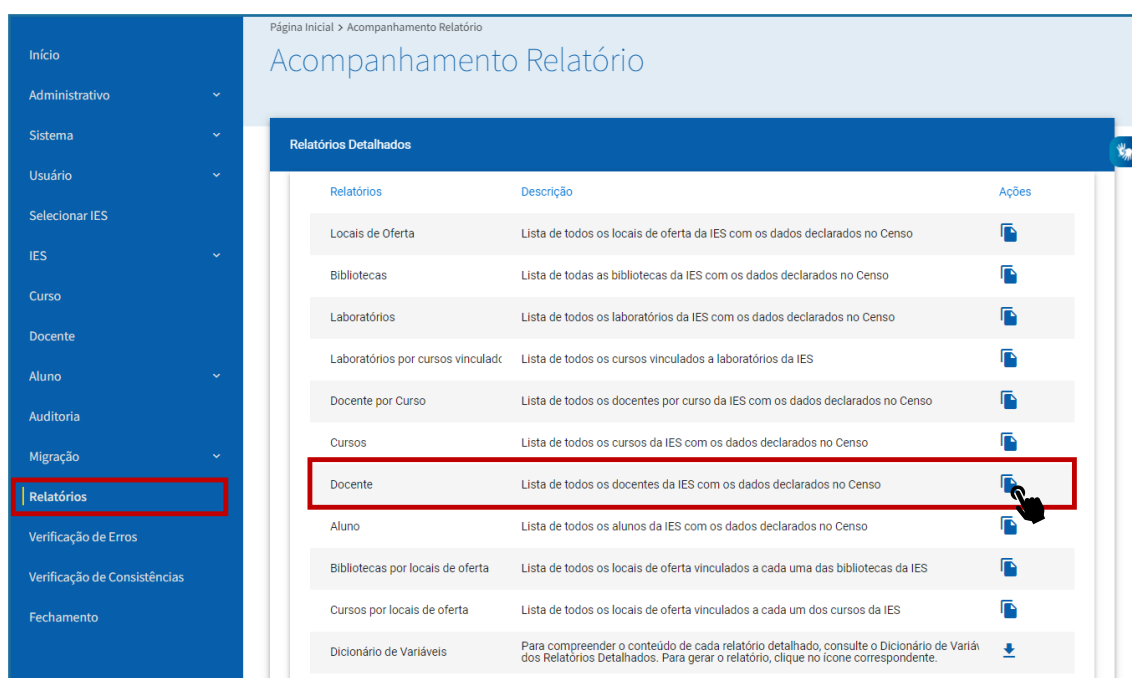 Página Inicial > Acompanhamento Relatório
Acompanhamento Relatório
Início
Administrativo
Sistema
Usuário
Selecionar IES
IES
Curso
Docente
Aluno
Auditoria
Migração
Relatórios
Verificação de Erros
Verificação de Consistências
Fechamento
Relatórios Detalhados
Relatórios Descrição Ações
Locais de Oferta Lista de todos os locais de oferta da IES com os dados declarados no Censo
Bibliotecas Lista de todas as bibliotecas da IES com os dados declarados no Censo
Laboratórios Lista de todos os laboratórios da IES com os dados declarados no Censo
Laboratórios por cursos vinculado Lista de todos os cursos vinculados a laboratórios da IES
Docente por Curso Lista de todos os docentes por curso da IES com os dados declarados no Censo
Cursos Lista de todos os cursos da IES com os dados declarados no Censo
Docente Lista de todos os docentes da IES com os dados declarados no Censo
Aluno Lista de todos os alunos da IES com os dados declarados no Censo
Bibliotecas por locais de oferta Lista de todos os locais de oferta vinculados a cada uma das bibliotecas da IES
Cursos por locais de oferta Lista de todos os locais de oferta vinculados a cada um dos cursos da IES
Dicionário de Variáveis Para compreender o conteúdo de cada relatório detalhado, consulte o Dicionário de Variáv
dos Relatórios Detalhados. Para gerar o relatório, clique no ícone correspondente.